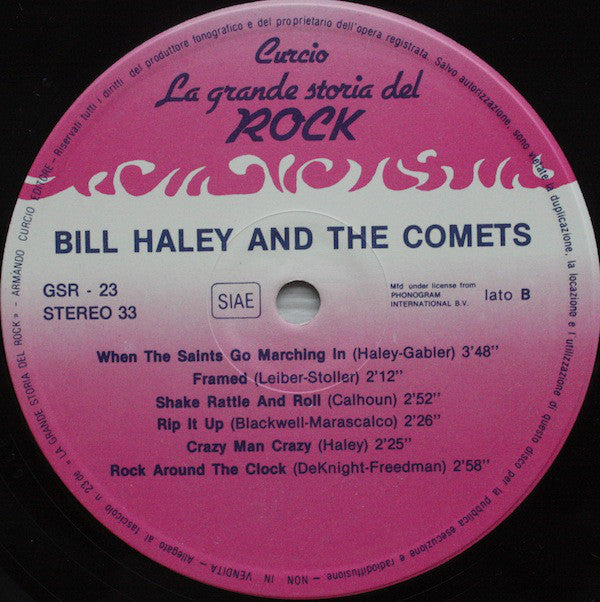 Curcio
La grande storia del
ROCK
BILL HALEY AND THE COMETS
GSR - 23
STEREO 33
SIAE
Mfd under license from
PHONOGRAM
INTERNATIONAL B.V.
lato B
When The Saints Go Marching In (Haley-Gabler) 3'48''
Framed (Leiber-Stoller) 2'12''
Shake Rattle And Roll (Calhoun) 2'52''
Rip It Up (Blackwell-Marascalco) 2'26''
Crazy Man Crazy (Haley) 2'25''
Rock Around The Clock (DeKnight-Freedman) 2'58''
Allegato al fascicolo n. 23 de «LA GRANDE STORIA DEL ROCK» - ARMANDO CURCIO EDITORE - Riservati tutti i diritti del produttore fonografico e del proprietario dell'opera registrata. Salvo autorizzazione, sono vietate la duplicazione, la locazione e l'utilizzazione di questo disco per la pubblica esecuzione e radiodiffusione - NON IN VENDITA -